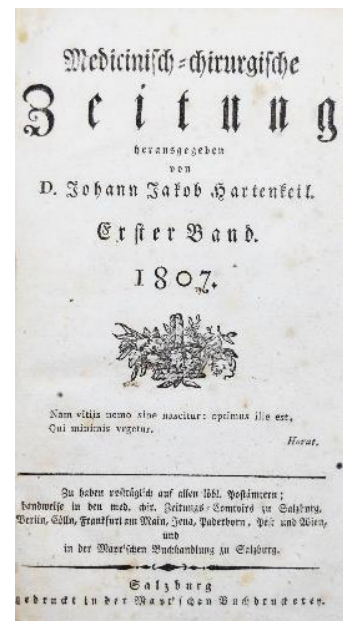 Medicinisch-chirurgische
Zeitung
herausgegeben
von
D. Johann Jakob Hartenkeil.
Erster Band.
1807.
Nam vitiis nemo sine nascitur: optimus ille est,
Qui minimis vrgetur.
Horat.
Zu haben posttäglich auf allen löbl. Postämtern;
bandweise in den med. chir. Zeitungs-Comtoirs zu Salzburg,
Berlin, Cölln, Frankfurt am Main, Jena, Paderborn, Pest und Wien,
und
in der Mayr'schen Buchhandlung zu Salzburg.
Salzburg
gedruckt in der Mayr'schen Buchdruckerey.